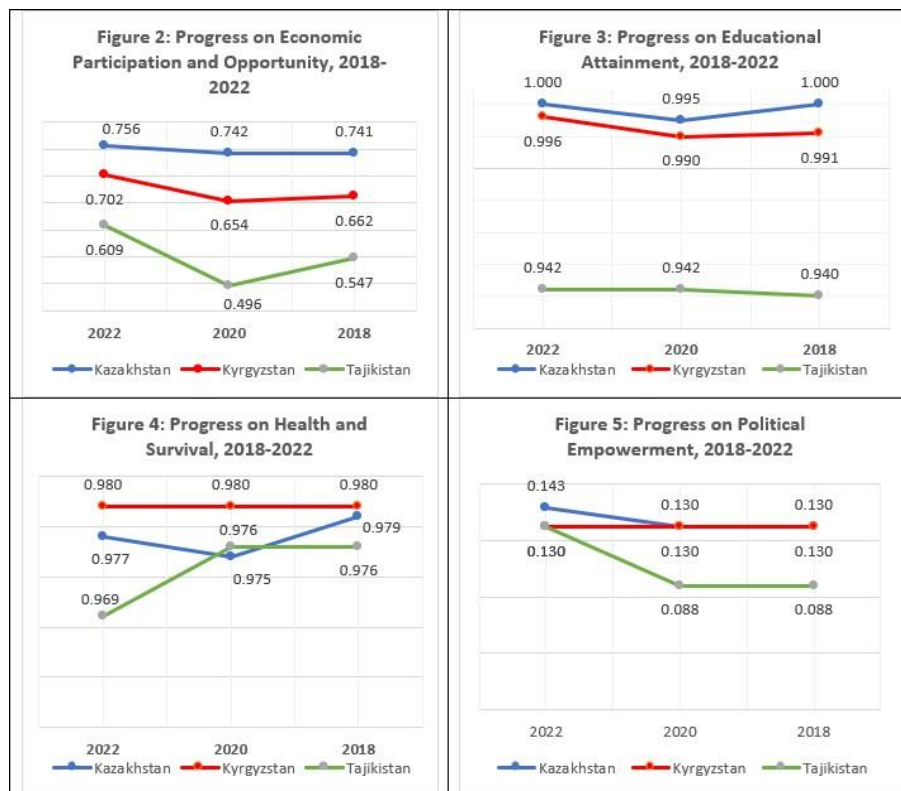 Figure 2: Progress on Economic
Participation and Opportunity, 2018-
2022
0.756
0.742
0.741
0.702
0.654
0.662
0.609
0.496
0.547
2022
2020
2018
Kazakhstan
Kyrgyzstan
Tajikistan
Figure 3: Progress on Educational
Attainment, 2018-2022
1.000
0.995
1.000
0.996
0.990
0.991
0.942
0.942
0.940
2022
2020
2018
Kazakhstan
Kyrgyzstan
Tajikistan
Figure 4: Progress on Health and
Survival, 2018-2022
0.980
0.980
0.980
0.976
0.979
0.977
0.975
0.976
0.969
2022
2020
2018
Kazakhstan
Kyrgyzstan
Tajikistan
Figure 5: Progress on Political
Empowerment, 2018-2022
0.143
0.130
0.130
0.130
0.130
0.130
0.088
0.088
2022
2020
2018
Kazakhstan
Kyrgyzstan
Tajikistan